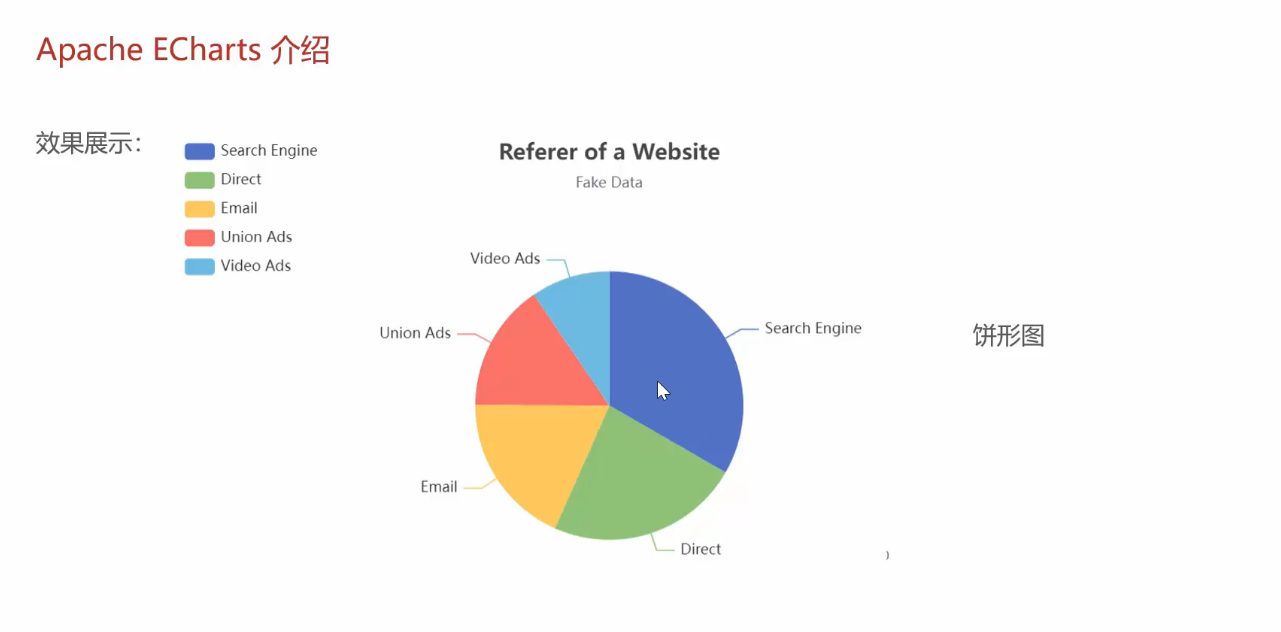 Apache ECharts 介绍
效果展示：
Search Engine
Direct
Email
Union Ads
Video Ads
Referer of a Website
Fake Data
Video Ads
Search Engine
Union Ads
饼形图
Email
Direct